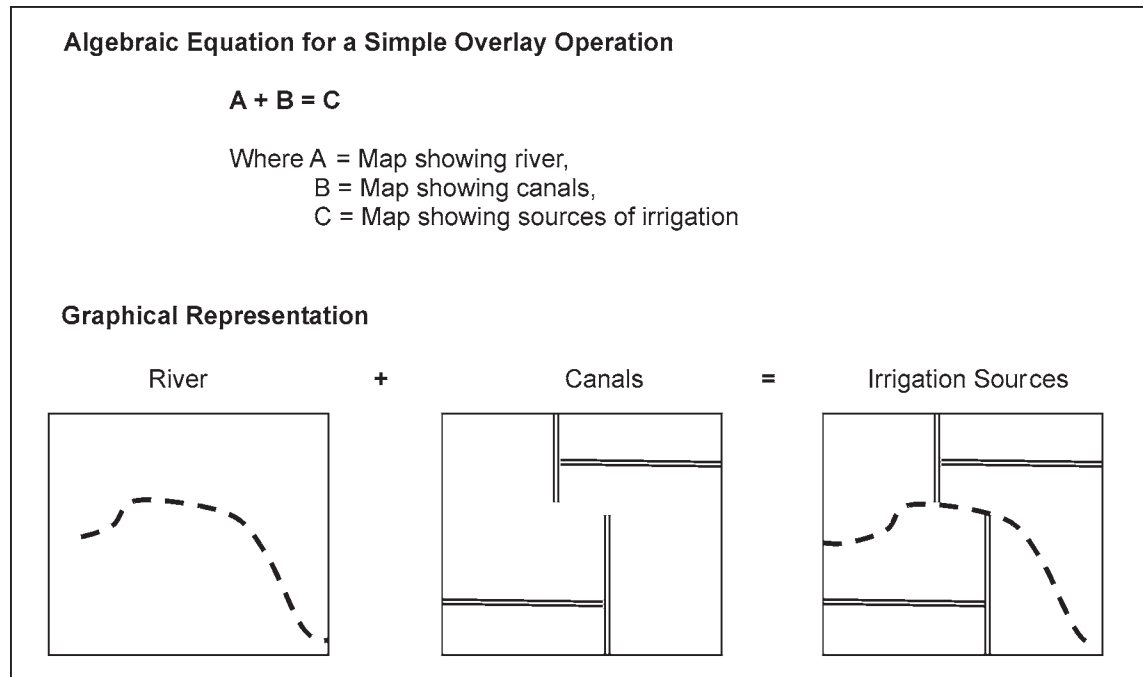 Algebraic Equation for a Simple Overlay Operation
A + B = C
Where A = Map showing river,
B = Map showing canals,
C = Map showing sources of irrigation
Graphical Representation
River + Canals = Irrigation Sources